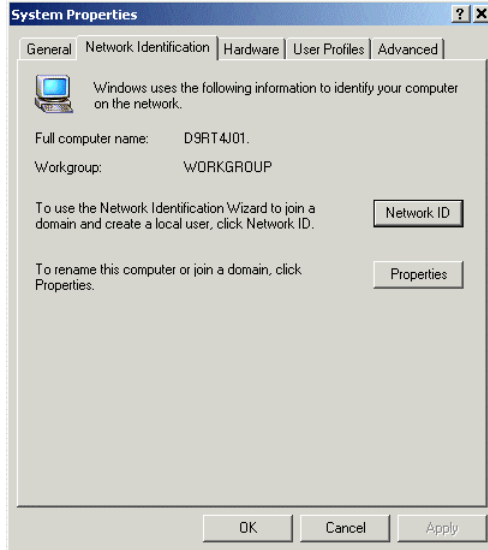 System Properties
General Network Identification Hardware User Profiles Advanced
Windows uses the following information to identify your computer
on the network.
Full computer name: D9RT4J01.
Workgroup: WORKGROUP
To use the Network Identification Wizard to join a
domain and create a local user, click Network ID.
Network ID
To rename this computer or join a domain, click
Properties.
Properties
OK Cancel Apply